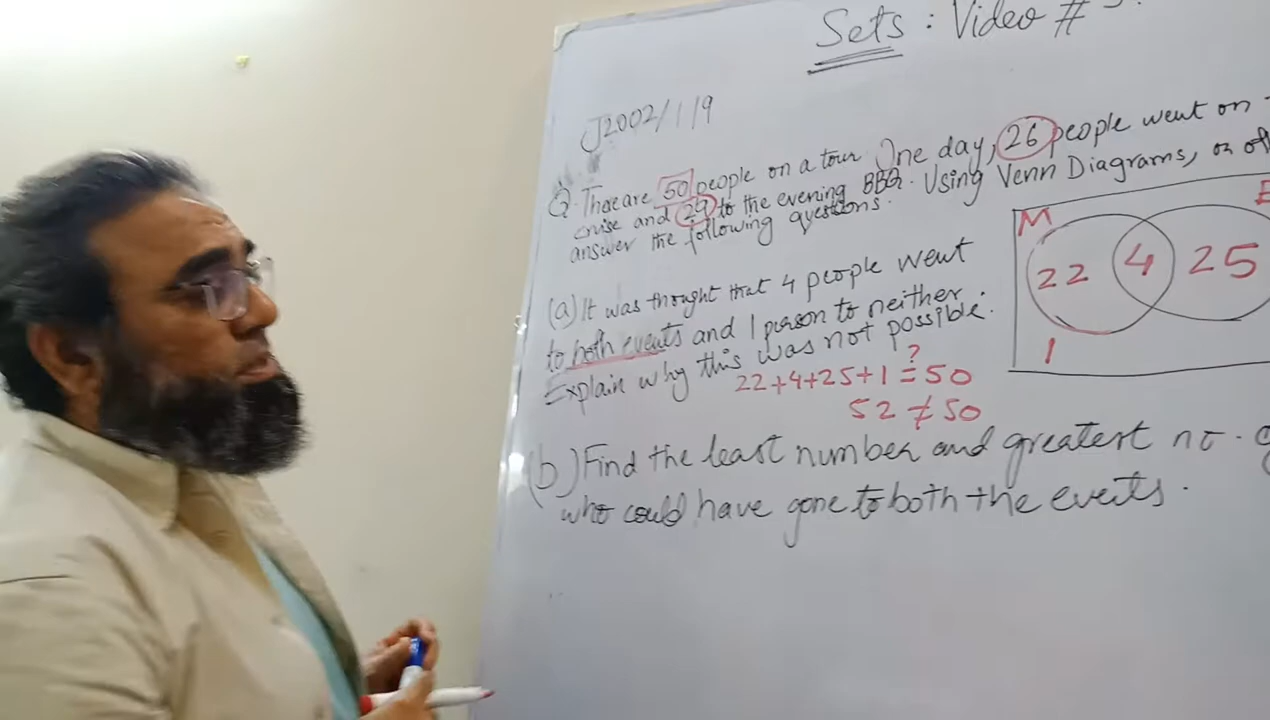 Sets : Video #
J2002/1/9
Q. There are 50 people on a tour One day, 26 people went on
cruise and 29 to the evening BBQ. Using Venn Diagrams, or
answer the following questions.
M
22 4 25
1
(a) It was thought that 4 people went
to both events and 1 person to neither.
Explain why this was not possible.
22+4+25+1 ?= 50
52 ≠ 50
(b) Find the least number and greatest no.
who could have gone to both the events.